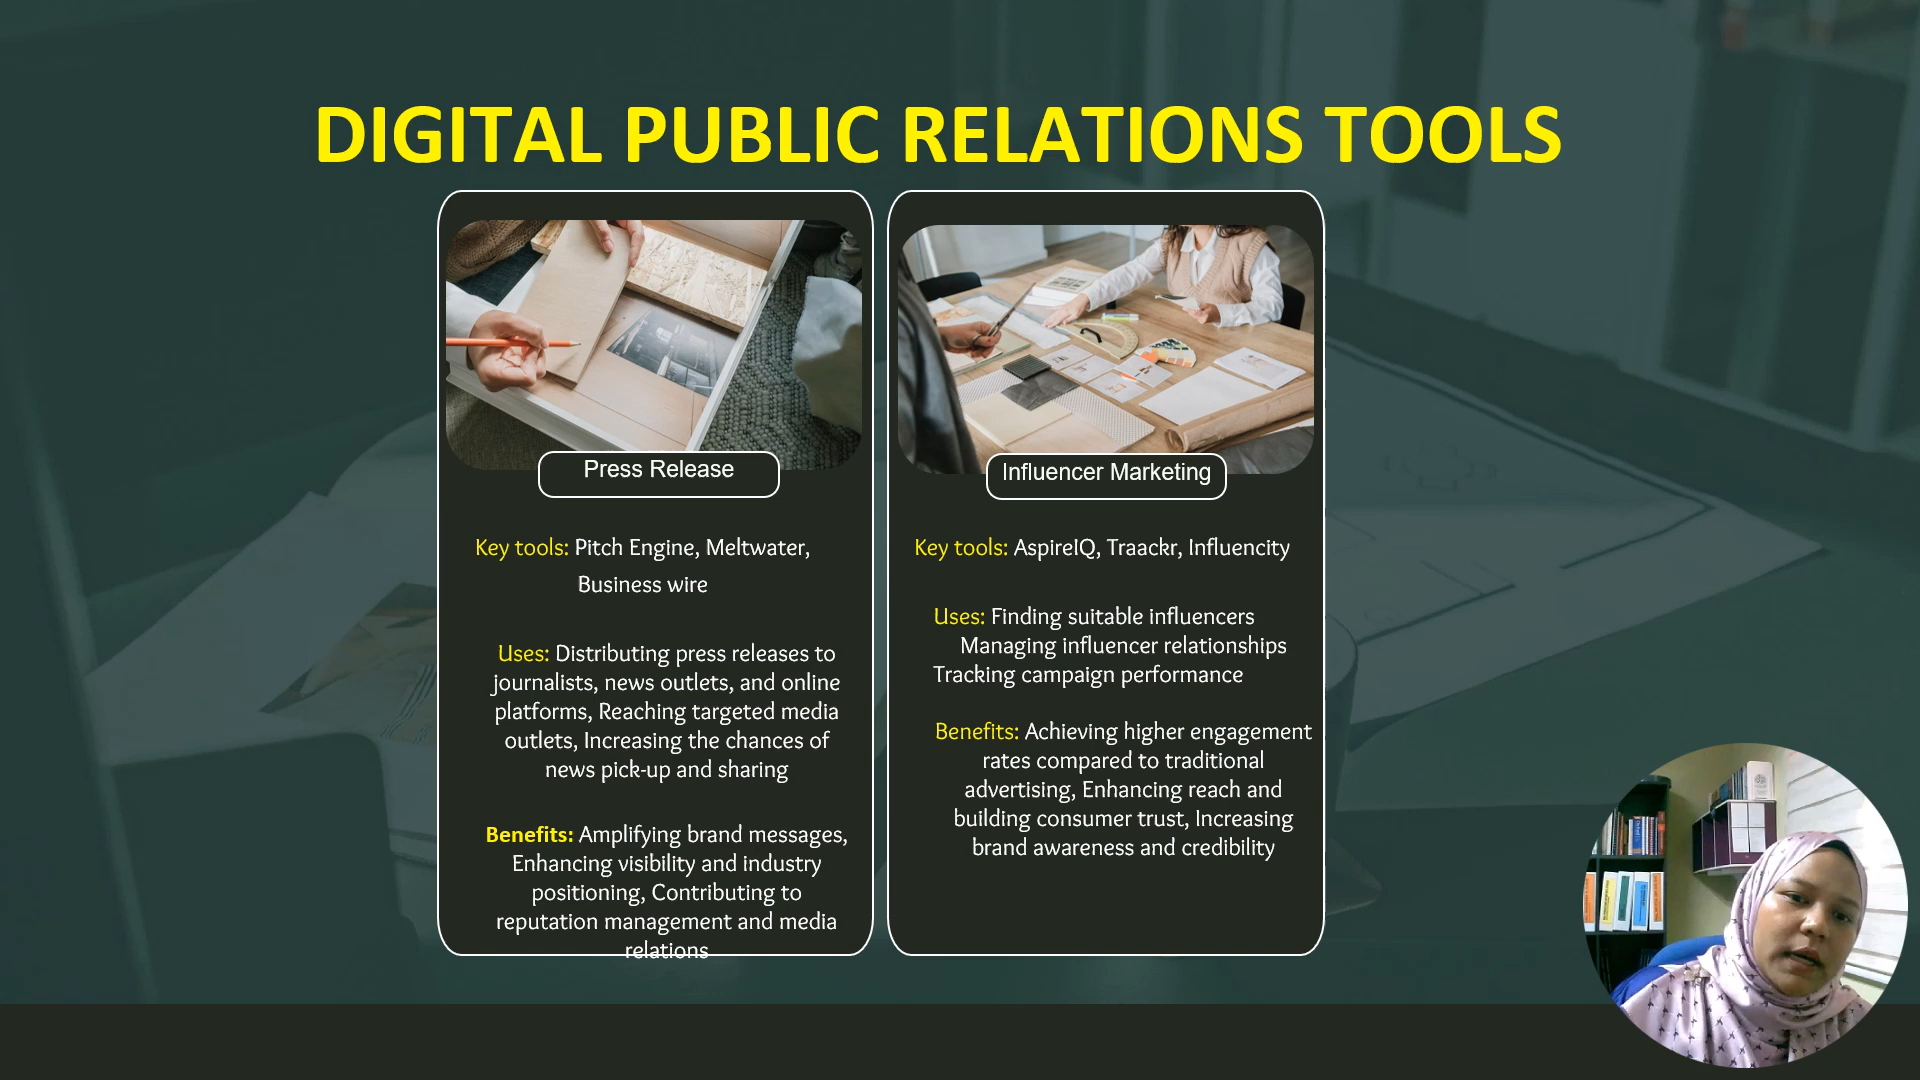 DIGITAL PUBLIC RELATIONS TOOLS
Press Release
Key tools: Pitch Engine, Meltwater,
Business wire
Uses: Distributing press releases to
journalists, news outlets, and online
platforms, Reaching targeted media
outlets, Increasing the chances of
news pick-up and sharing
Benefits: Amplifying brand messages,
Enhancing visibility and industry
positioning, Contributing to
reputation management and media
relations
Influencer Marketing
Key tools: AspireIQ, Traackr, Influencity
Uses: Finding suitable influencers
Managing influencer relationships
Tracking campaign performance
Benefits: Achieving higher engagement
rates compared to traditional
advertising, Enhancing reach and
building consumer trust, Increasing
brand awareness and credibility